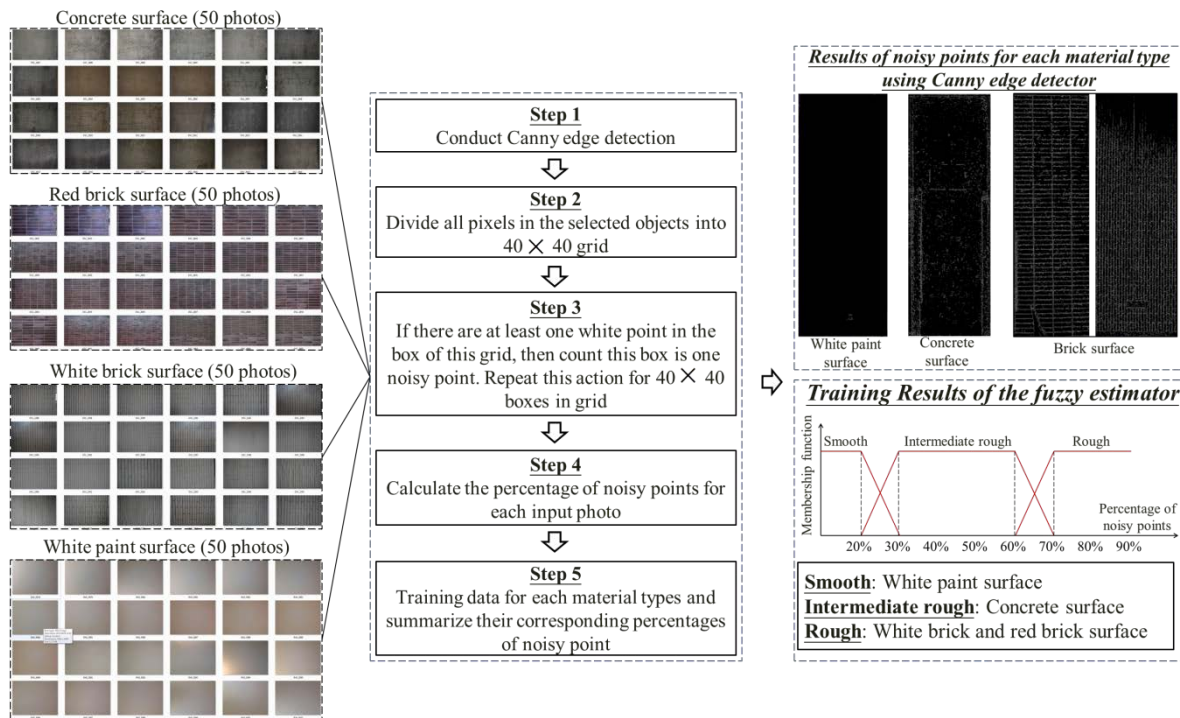 Concrete surface (50 photos)
Red brick surface (50 photos)
White brick surface (50 photos)
White paint surface (50 photos)
Step 1
Conduct Canny edge detection
Step 2
Divide all pixels in the selected objects into
40 × 40 grid
Step 3
If there are at least one white point in the
box of this grid, then count this box is one
noisy point. Repeat this action for 40 × 40
boxes in grid
Step 4
Calculate the percentage of noisy points for
each input photo
Step 5
Training data for each material types and
summarize their corresponding percentages
of noisy point
Results of noisy points for each material type
using Canny edge detector
White paint
surface
Concrete
surface
Brick surface
Training Results of the fuzzy estimator
Membership function
Smooth
Intermediate rough
Rough
Percentage of
noisy points
20% 30% 40% 50% 60% 70% 80% 90%
Smooth: White paint surface
Intermediate rough: Concrete surface
Rough: White brick and red brick surface